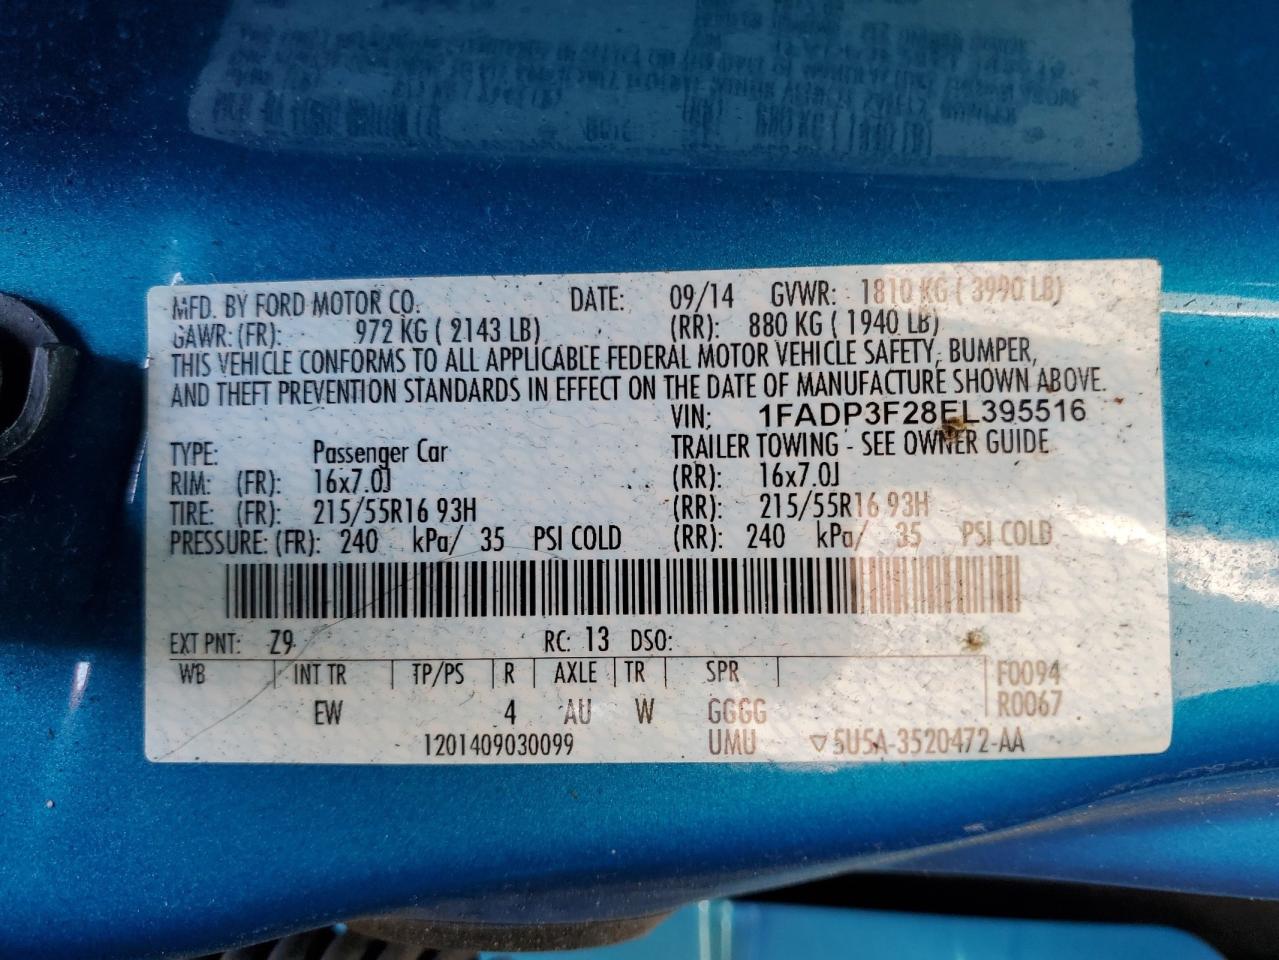 MFD. BY FORD MOTOR CO. DATE: 09/14 GVWR: 1810 KG ( 3990 LB)
GAWR: (FR): 972 KG ( 2143 LB) (RR): 880 KG ( 1940 LB)
THIS VEHICLE CONFORMS TO ALL APPLICABLE FEDERAL MOTOR VEHICLE SAFETY, BUMPER,
AND THEFT PREVENTION STANDARDS IN EFFECT ON THE DATE OF MANUFACTURE SHOWN ABOVE.
VIN: 1FADP3F28EL395516
TYPE: Passenger Car TRAILER TOWING - SEE OWNER GUIDE
RIM: (FR): 16x7.0J (RR): 16x7.0J
TIRE: (FR): 215/55R16 93H (RR): 215/55R16 93H
PRESSURE: (FR): 240 kPa/ 35 PSI COLD (RR): 240 kPa/ 35 PSI COLD
EXT PNT: Z9 RC: 13 DSO:
WB INT TR TP/PS R AXLE TR SPR F0094
EW 4 AU W GGGG R0067
1201409030099 UMU ▽5U5A-3520472-AA